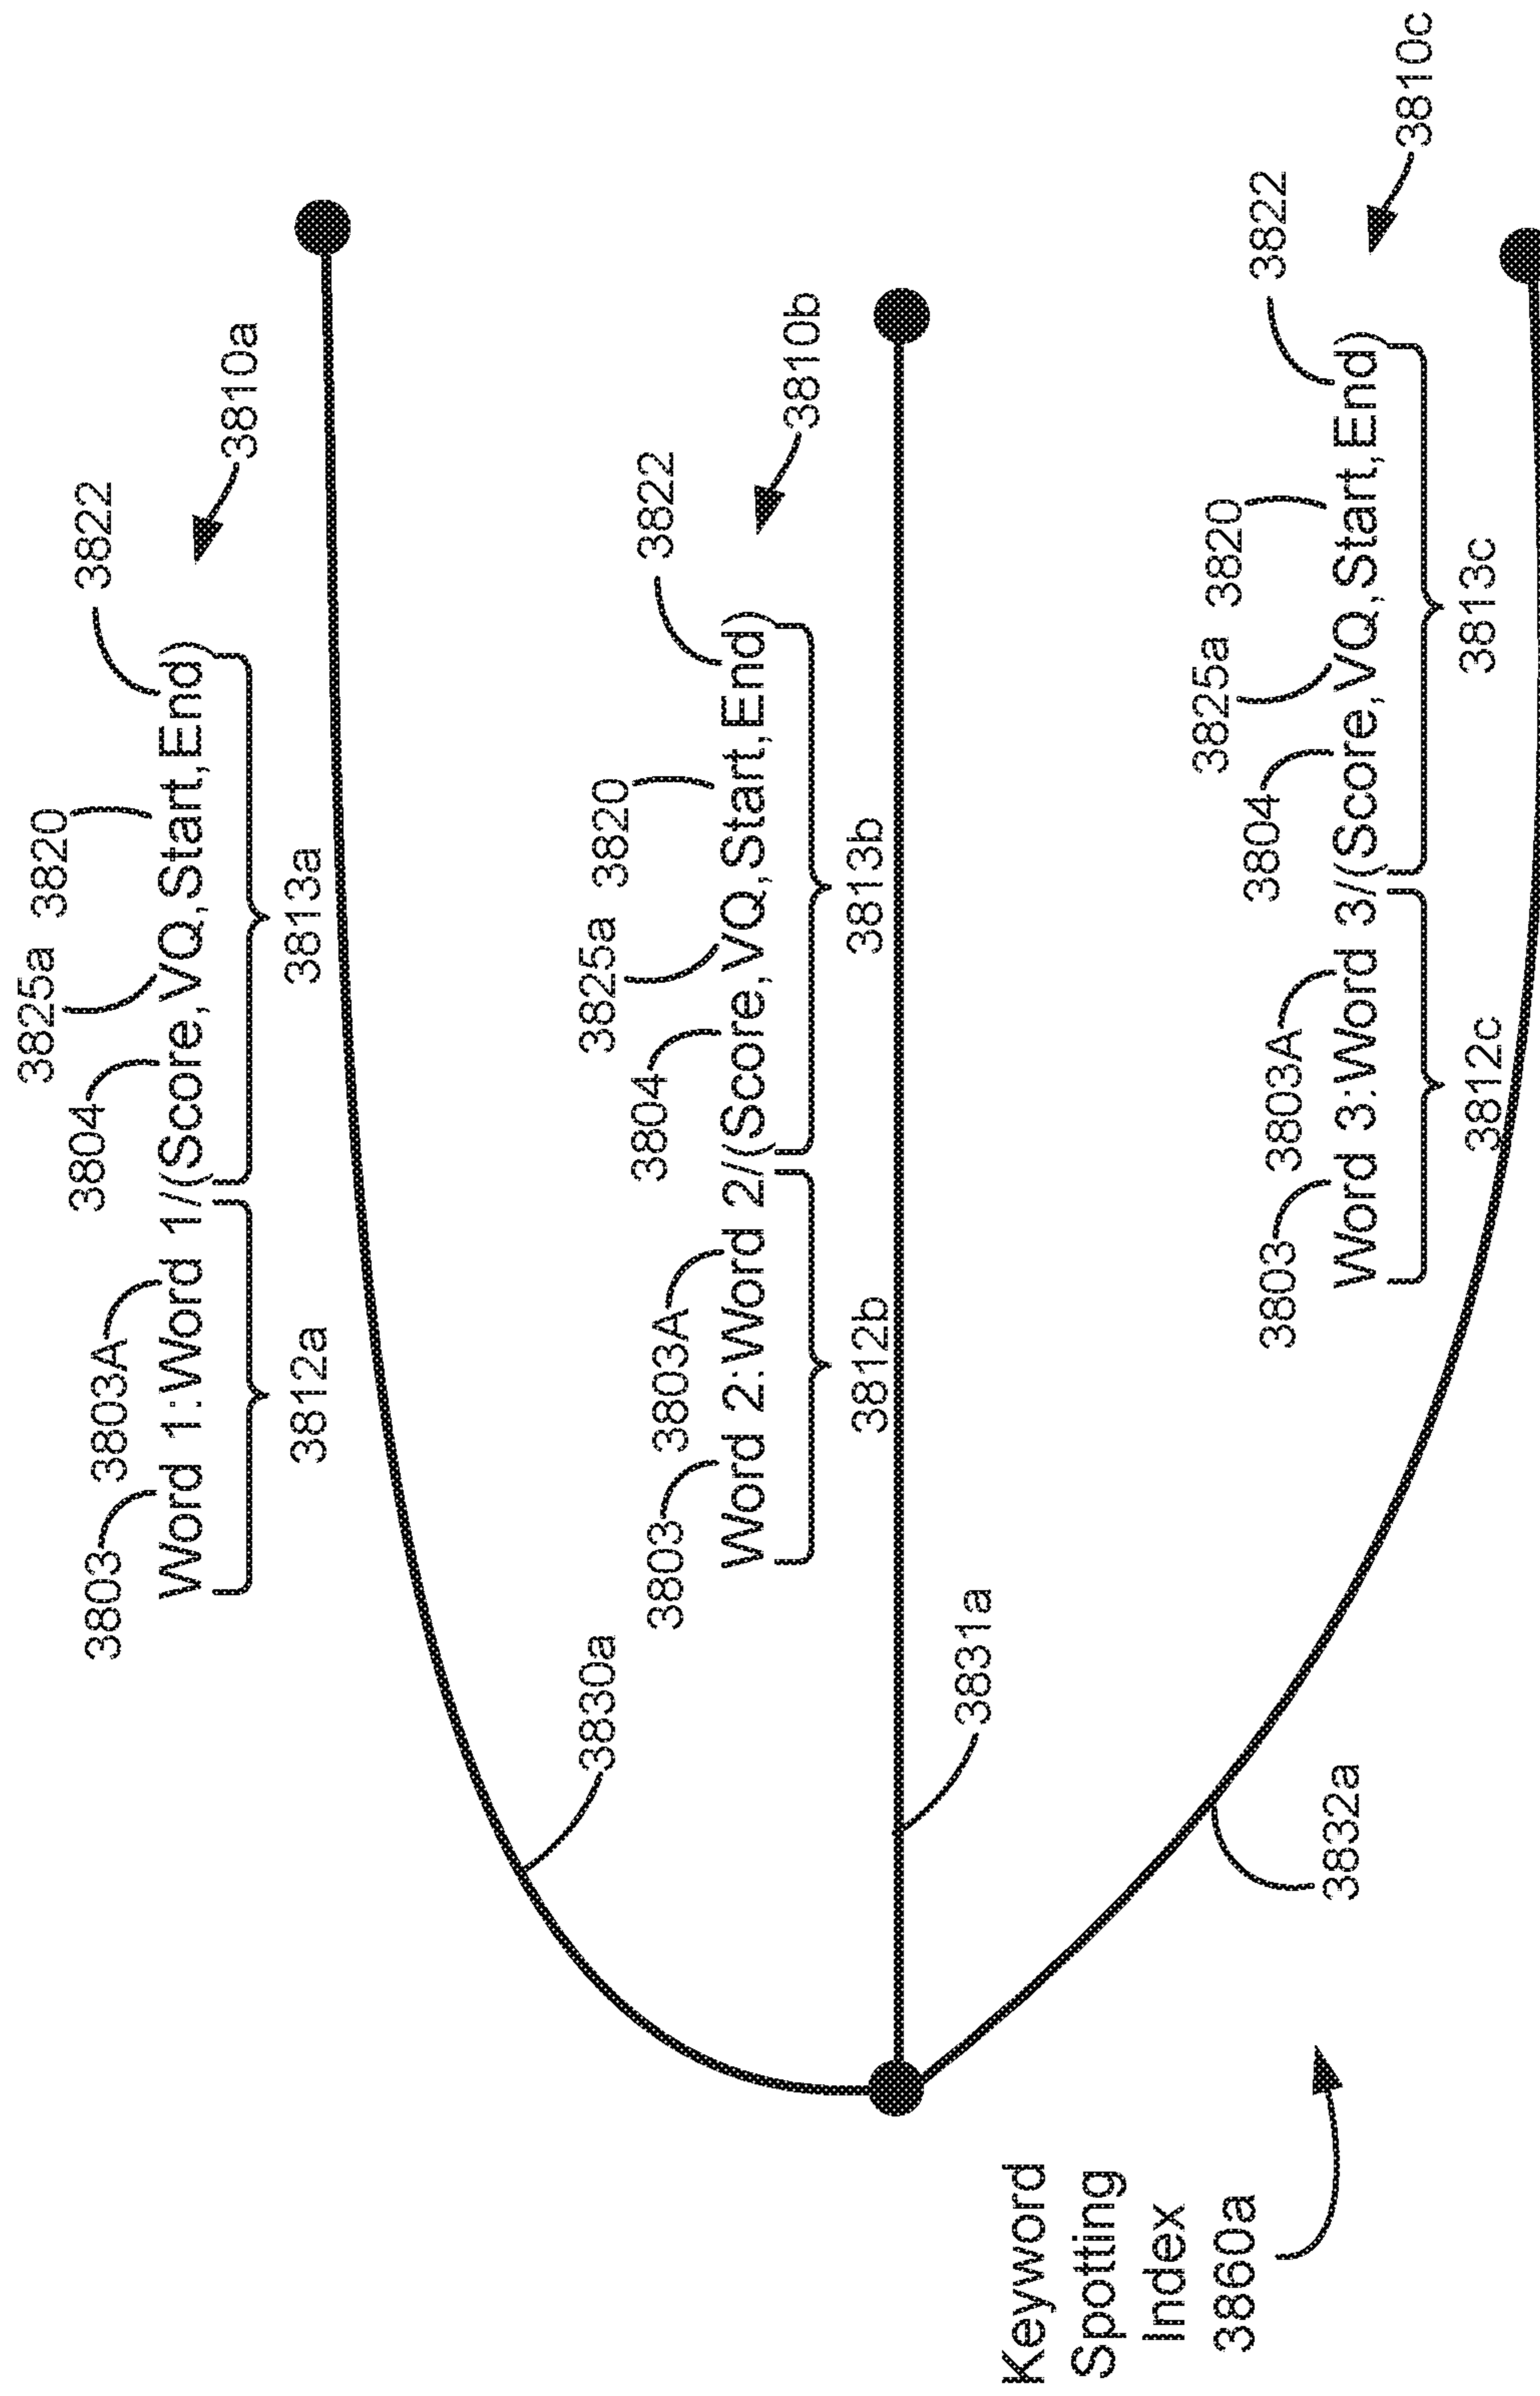 3825a 3820
3804
3822
3803
3803A
Word 1:Word 1/(Score,VQ,Start,End)
3810a
3812a
3813a
3825a 3820
3804
3822
3803
3803A
Word 2:Word 2/(Score,VQ,Start,End)
3810b
3812b
3813b
3830a
3831a
3825a 3820
3804
3822
3803
3803A
Word 3:Word 3/(Score,VQ,Start,End)
3810c
3812c
3813c
3832a
Keyword
Spotting
Index
3860a